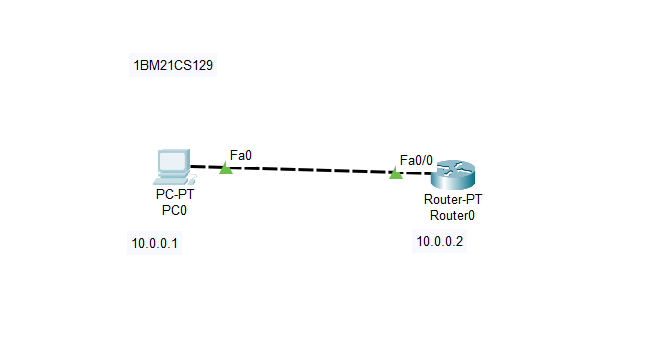 1BM21CS129
Fa0
Fa0/0
PC-PT
PC0
Router-PT
Router0
10.0.0.1
10.0.0.2